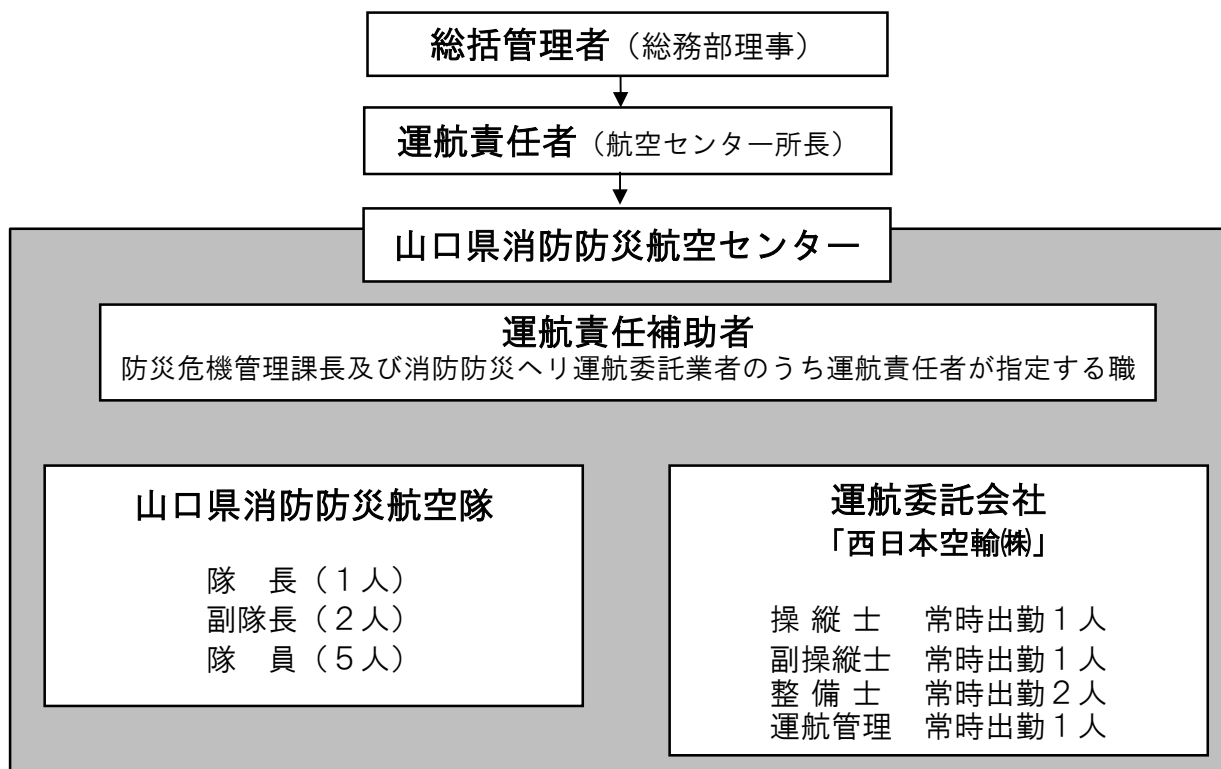 総括管理者（総務部理事）
運航責任者（航空センター所長）
山口県消防防災航空センター
運航責任補助者
防災危機管理課長及び消防防災ヘリ運航委託業者のうち運航責任者が指定する職
山口県消防防災航空隊
隊　長（１人）
副隊長（２人）
隊　員（５人）
運航委託会社
「西日本空輸㈱」
操 縦 士　常時出勤１人
副操縦士　常時出勤１人
整 備 士　常時出勤２人
運航管理　常時出勤１人